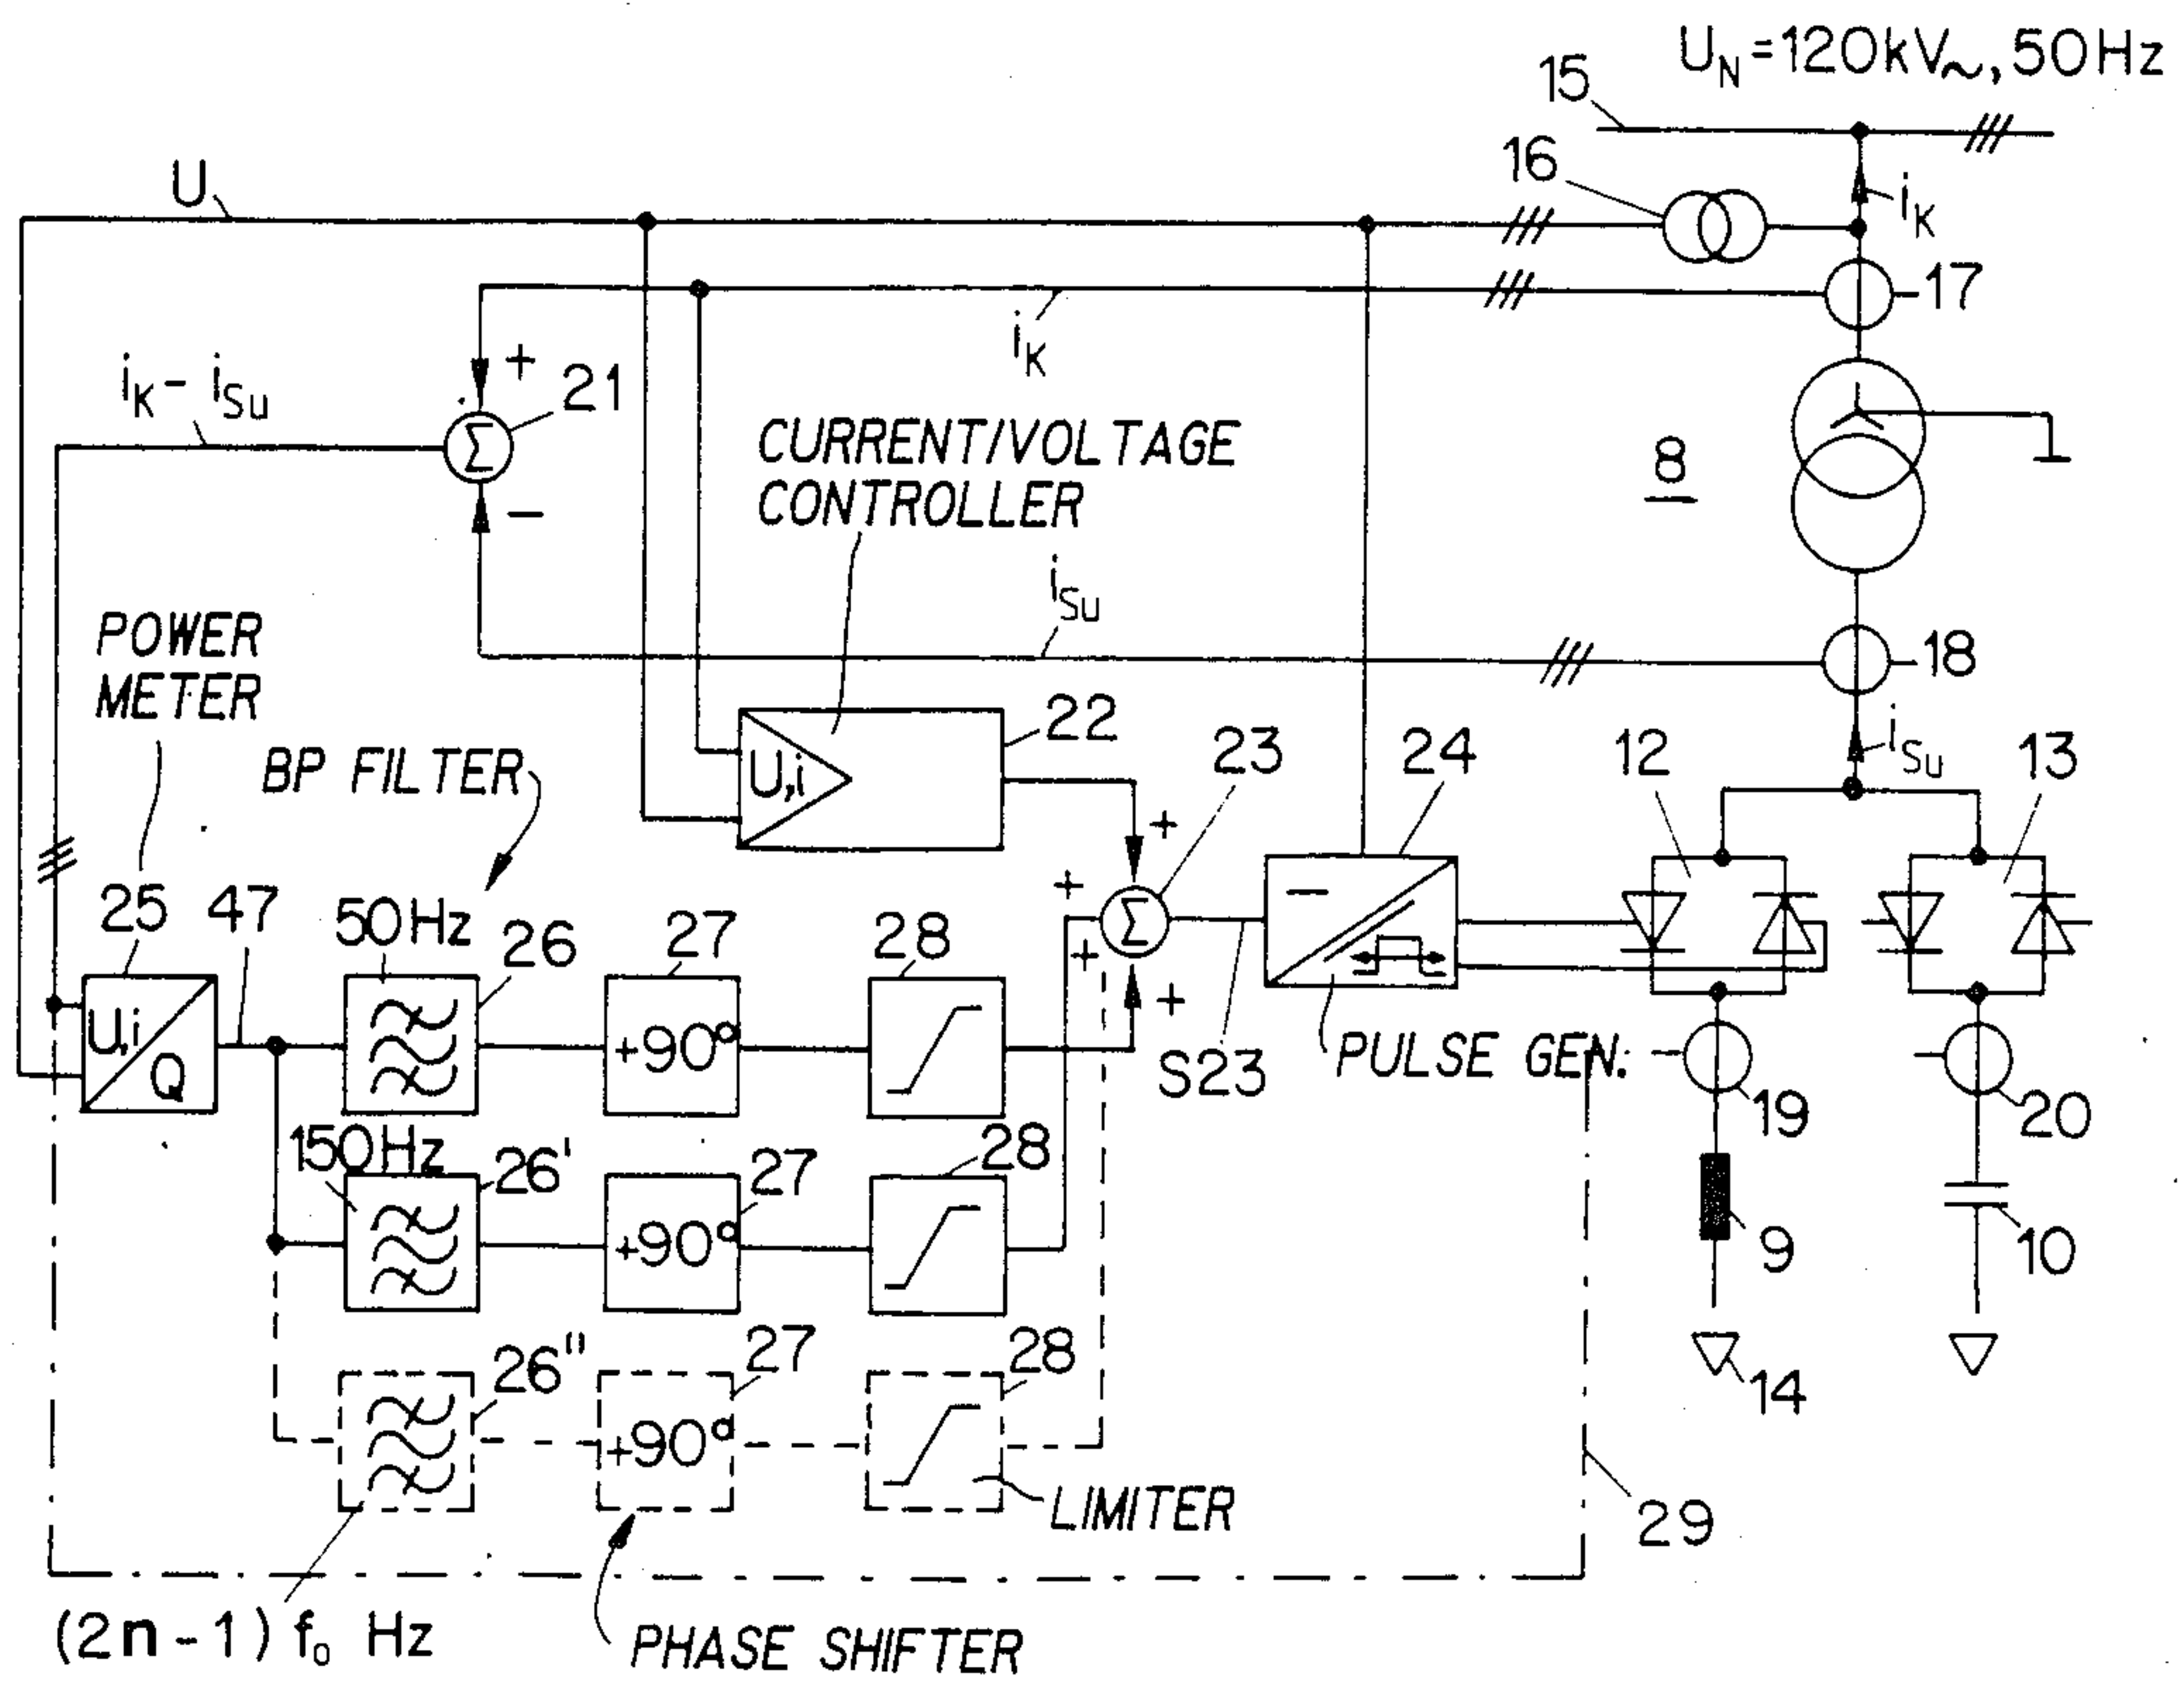 U_N = 120kV~, 50Hz
15
16
U
i_K
17
i_K
+
21
i_K - i_Su
Σ
CURRENT/VOLTAGE
CONTROLLER
8
−
i_Su
POWER
METER
18
22
BP FILTER
U,i
23
24
12
i_Su
13
+
25
47
50Hz
26
27
28
+
Σ
+
−
+
U,i
Q
+90°
S23
PULSE GEN.
19
20
150Hz
26'
27
28
+90°
9
10
26"
27
28
14
+90°
LIMITER
29
(2n-1) f_o Hz
PHASE SHIFTER